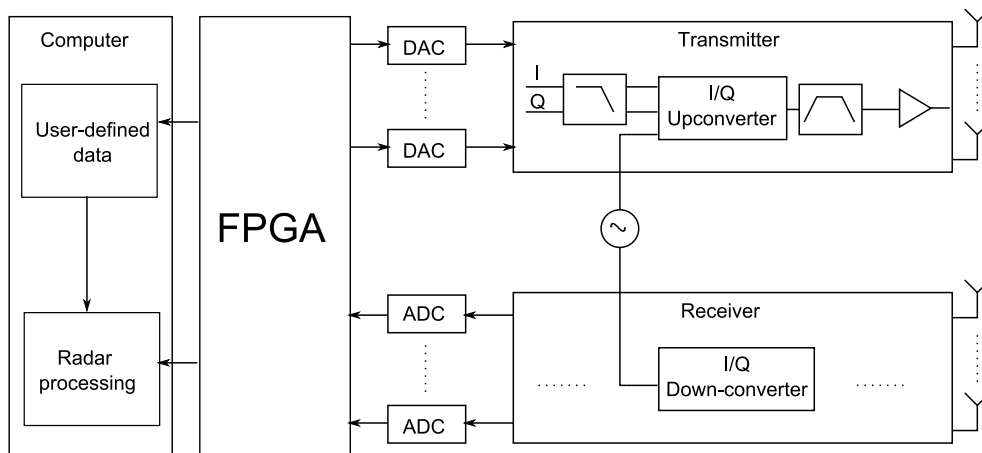 Computer
User-defined
data
Radar
processing
FPGA
DAC
DAC
ADC
ADC
Transmitter
I
Q
I/Q
Upconverter
Receiver
I/Q
Down-converter